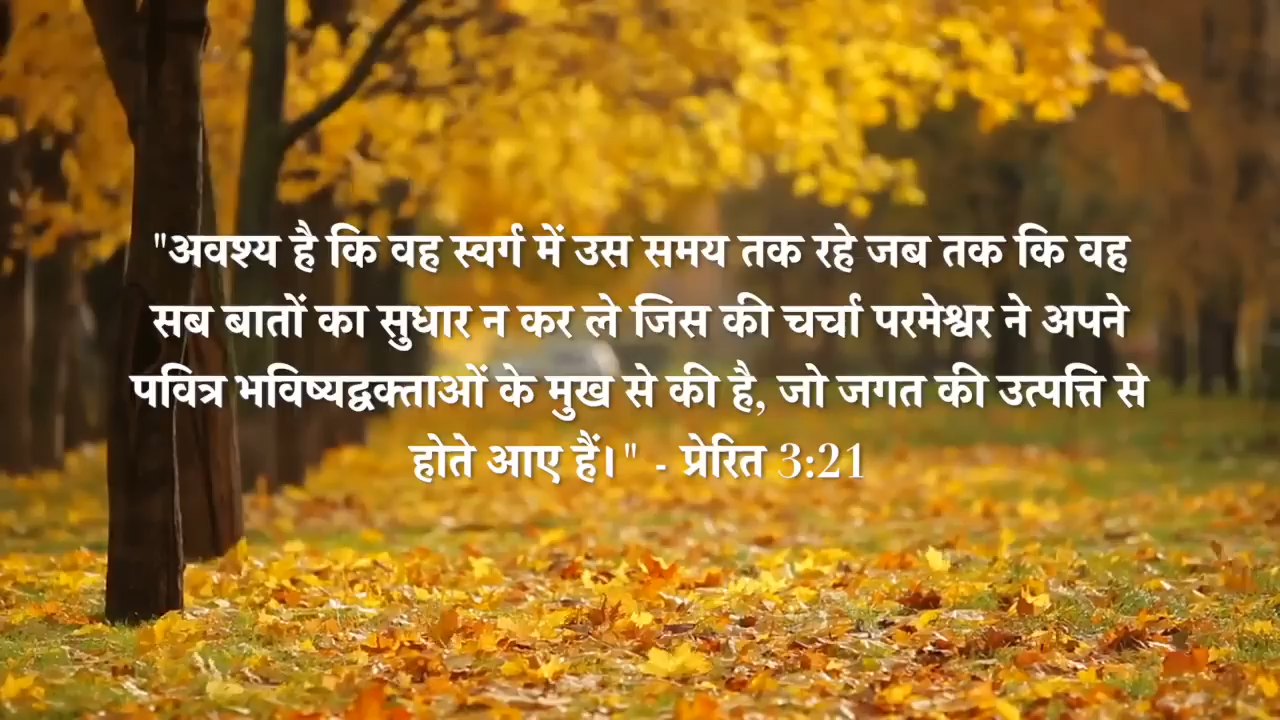 "अवश्य है कि वह स्वर्ग में उस समय तक रहे जब तक कि वह
सब बातों का सुधार न कर ले जिस की चर्चा परमेश्वर ने अपने
पवित्र भविष्यद्वक्ताओं के मुख से की है, जो जगत की उत्पत्ति से
होते आए हैं।" - प्रेरित 3:21